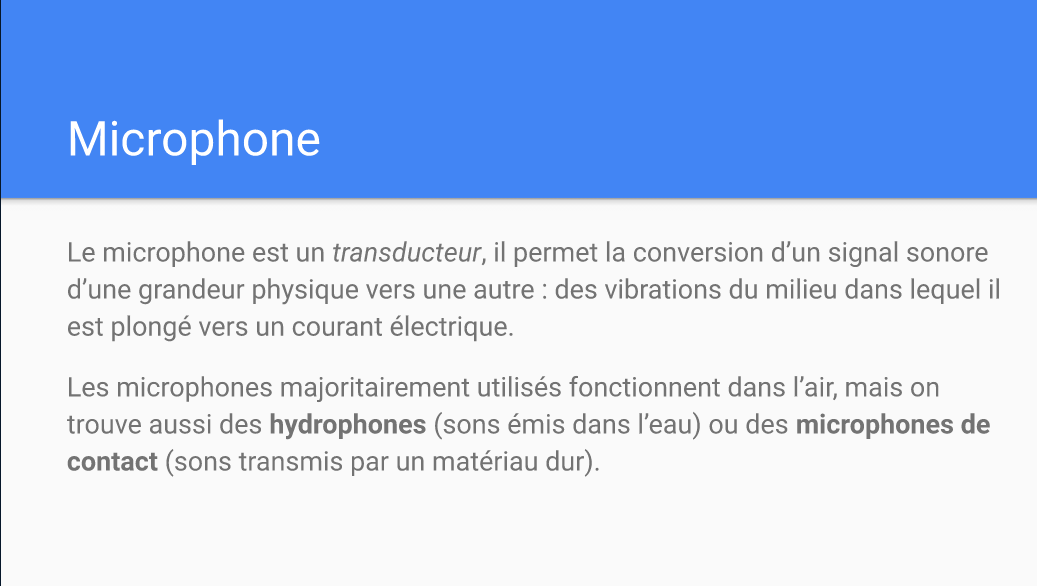 Microphone
Le microphone est un transducteur, il permet la conversion d’un signal sonore
d’une grandeur physique vers une autre : des vibrations du milieu dans lequel il
est plongé vers un courant électrique.
Les microphones majoritairement utilisés fonctionnent dans l’air, mais on
trouve aussi des hydrophones (sons émis dans l’eau) ou des microphones de
contact (sons transmis par un matériau dur).